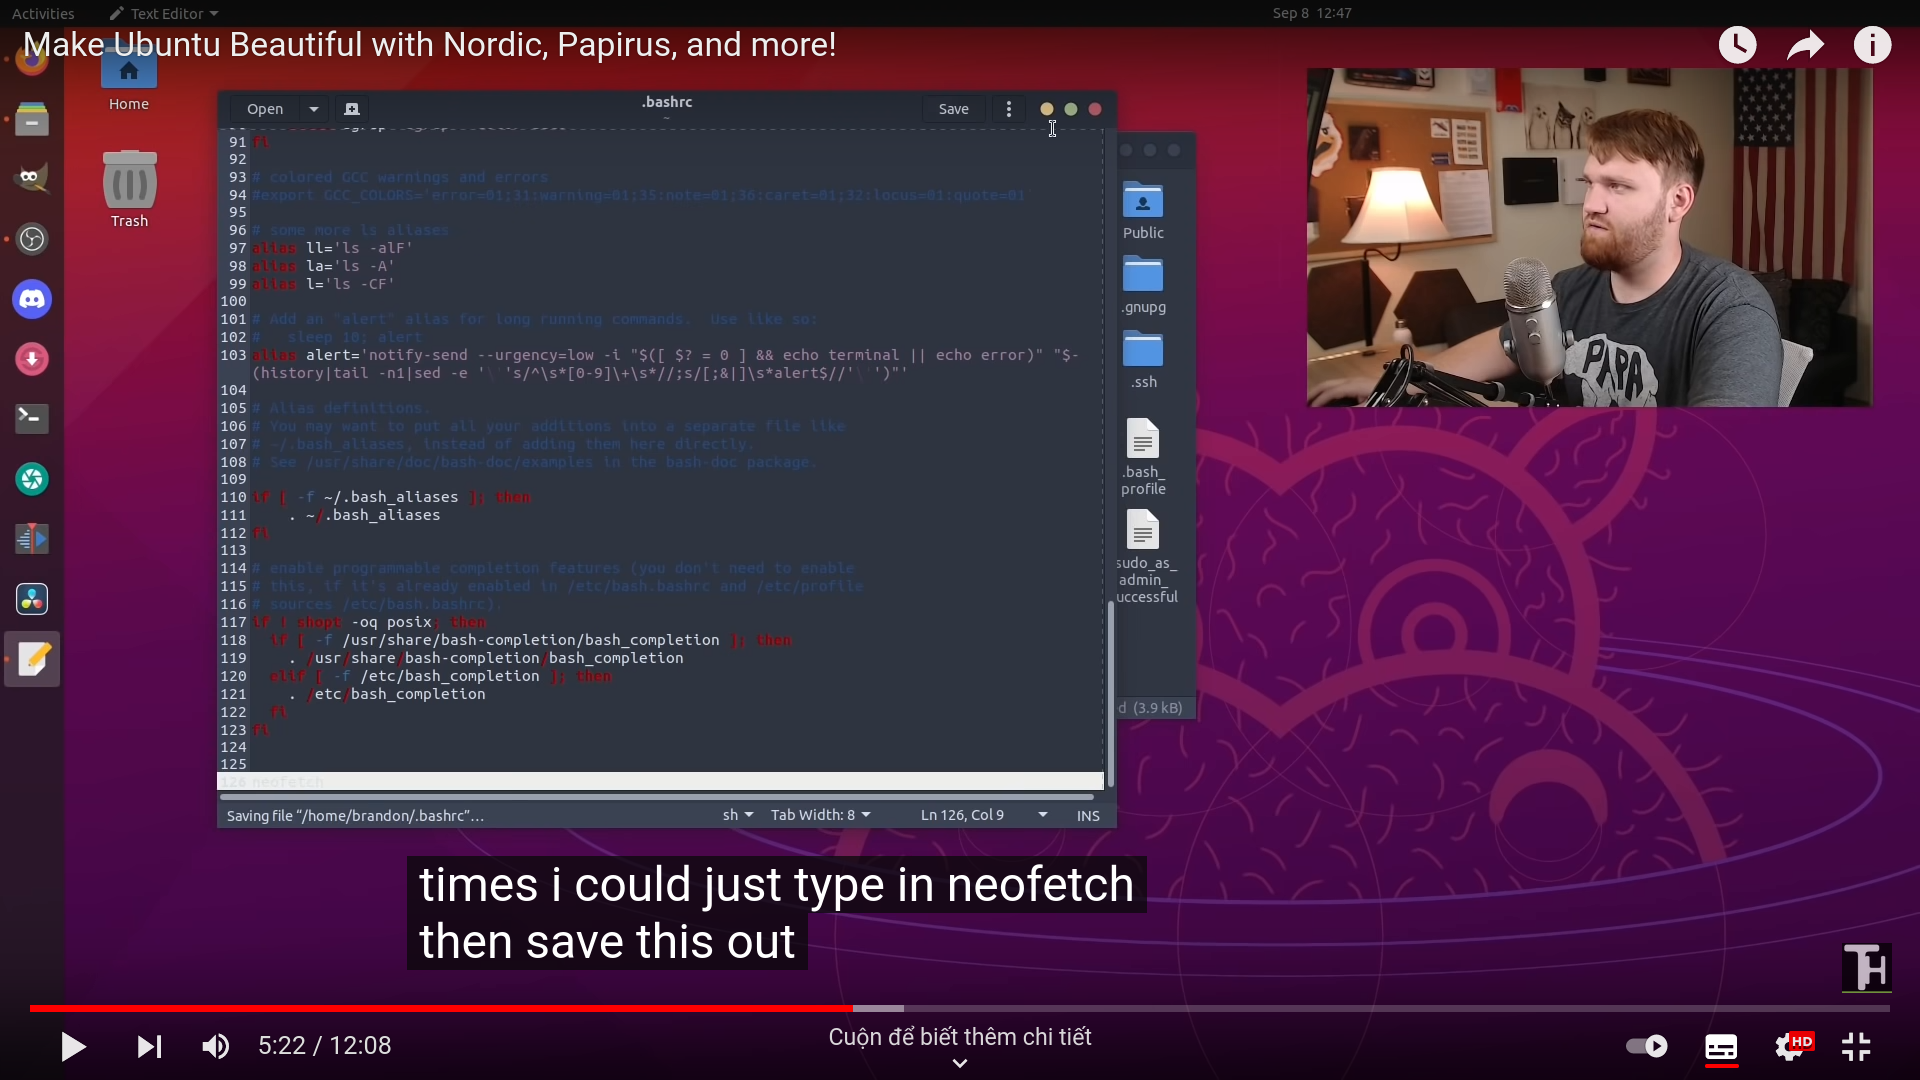 Activities
Text Editor
Sep 8 12:47
Make Ubuntu Beautiful with Nordic, Papirus, and more!
Home
Trash
Open
.bashrc
~
Save
91 fi
92
93 # colored GCC warnings and errors
94 #export GCC_COLORS='error=01;31:warning=01;35:note=01;36:caret=01;32:locus=01:quote=01'
95
96 # some more ls aliases
97 alias ll='ls -alF'
98 alias la='ls -A'
99 alias l='ls -CF'
100
101 # Add an "alert" alias for long running commands.  Use like so:
102 #   sleep 10; alert
103 alias alert='notify-send --urgency=low -i "$([ $? = 0 ] && echo terminal || echo error)" "$-
(history|tail -n1|sed -e '\''s/^\s*[0-9]\+\s*//;s/[;&|]\s*alert$//'\'')"'
104
105 # Alias definitions.
106 # You may want to put all your additions into a separate file like
107 # ~/.bash_aliases, instead of adding them here directly.
108 # See /usr/share/doc/bash-doc/examples in the bash-doc package.
109
110 if [ -f ~/.bash_aliases ]; then
111     . ~/.bash_aliases
112 fi
113
114 # enable programmable completion features (you don't need to enable
115 # this, if it's already enabled in /etc/bash.bashrc and /etc/profile
116 # sources /etc/bash.bashrc).
117 if ! shopt -oq posix; then
118   if [ -f /usr/share/bash-completion/bash_completion ]; then
119     . /usr/share/bash-completion/bash_completion
120   elif [ -f /etc/bash_completion ]; then
121     . /etc/bash_completion
122   fi
123 fi
124
125
126 neofetch
Saving file “/home/brandon/.bashrc”…
sh
Tab Width: 8
Ln 126, Col 9
INS
Public
.gnupg
.ssh
.bash_
profile
sudo_as_
admin_
uccessful
d (3.9 kB)
PAPA
times i could just type in neofetch
then save this out
TH
5:22 / 12:08
Cuộn để biết thêm chi tiết
HD